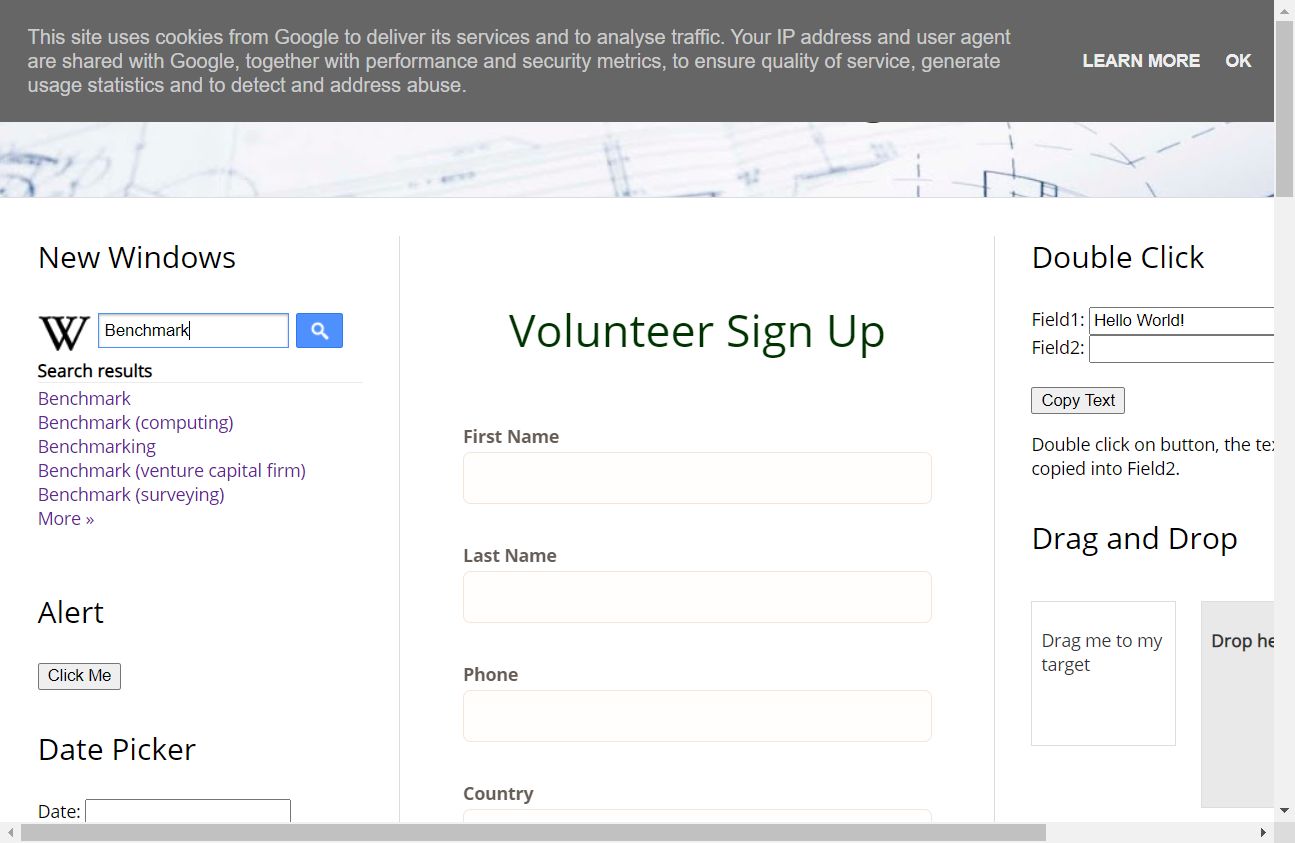 This site uses cookies from Google to deliver its services and to analyse traffic. Your IP address and user agent
are shared with Google, together with performance and security metrics, to ensure quality of service, generate
usage statistics and to detect and address abuse.
LEARN MORE
OK
New Windows
W
Benchmark
Search results
Benchmark
Benchmark (computing)
Benchmarking
Benchmark (venture capital firm)
Benchmark (surveying)
More »
Alert
Click Me
Date Picker
Date:
Volunteer Sign Up
First Name
Last Name
Phone
Country
Double Click
Field1: Hello World!
Field2:
Copy Text
Double click on button, the
copied into Field2.
Drag and Drop
Drag me to my
target
Drop